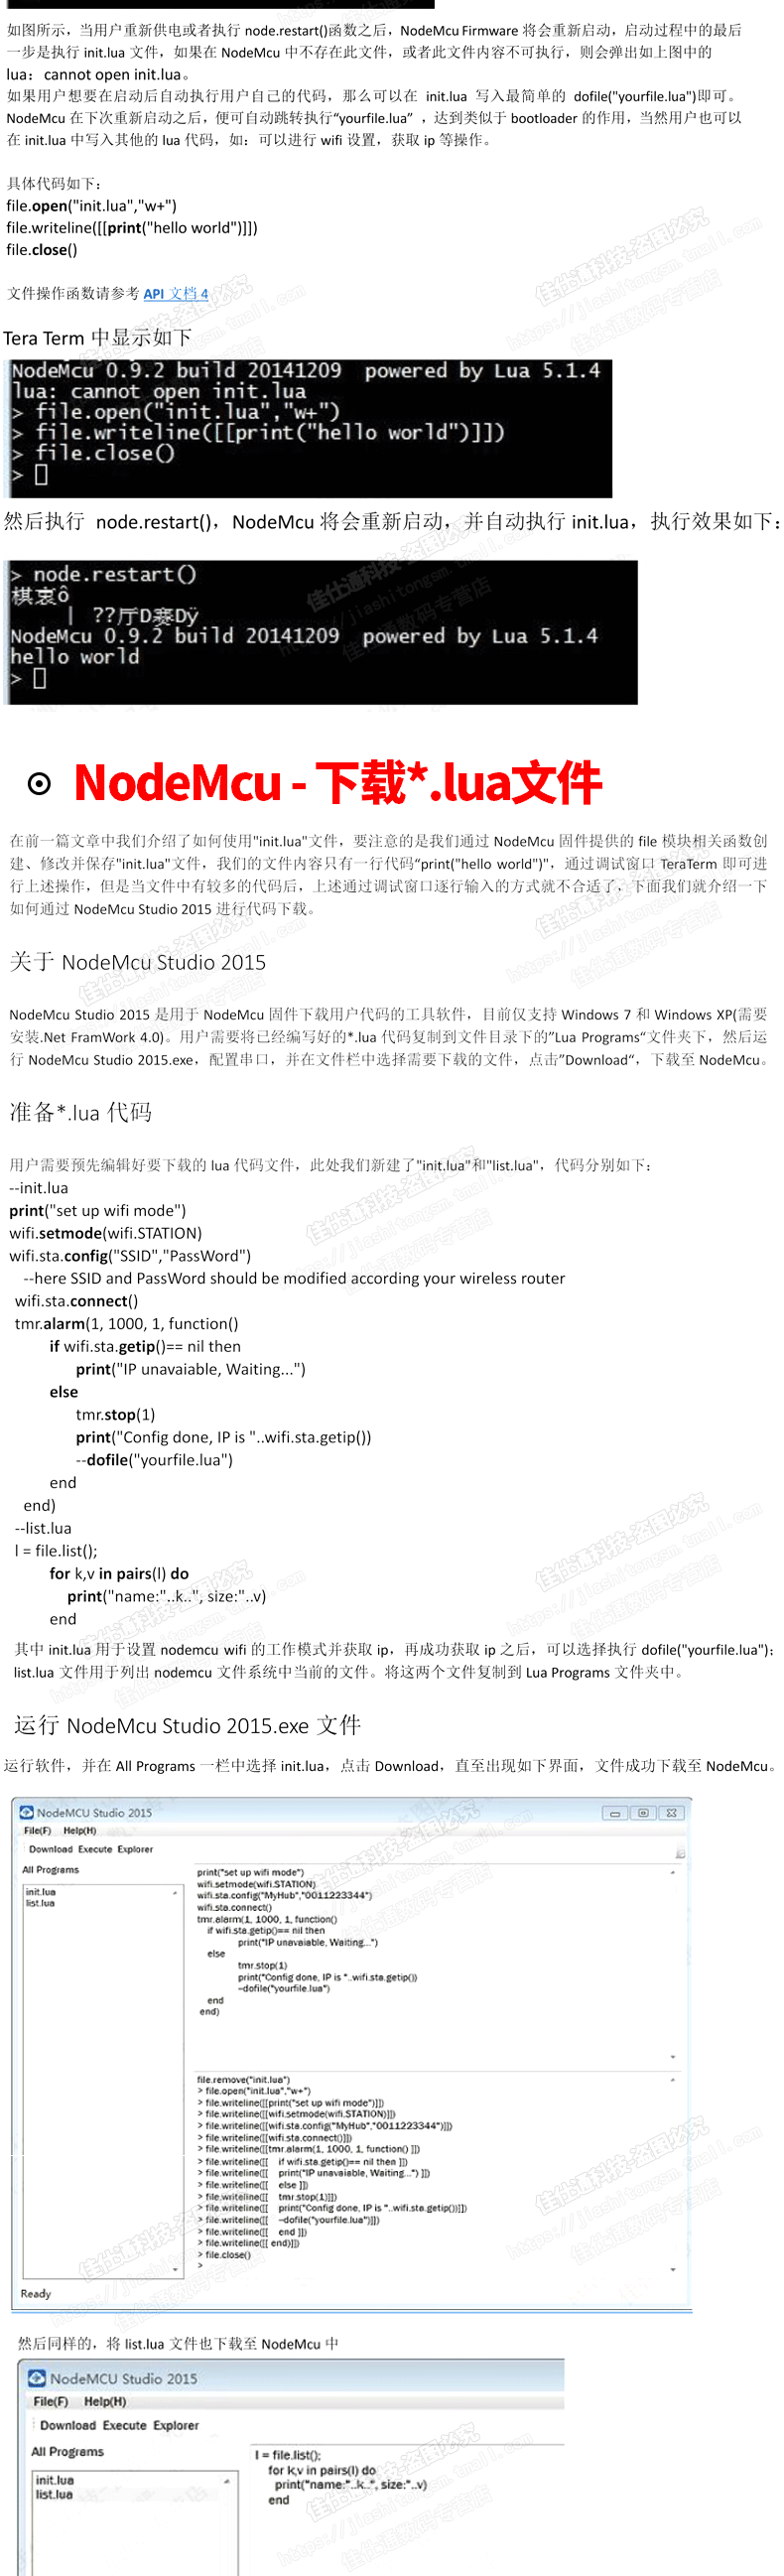 如图所示，当用户重新供电或者执行 node.restart()函数之后，NodeMcu Firmware 将会重新启动，启动过程中的最后
一步是执行 init.lua 文件，如果在 NodeMcu 中不存在此文件，或者此文件内容不可执行，则会弹出如上图中的
lua：cannot open init.lua。
如果用户想要在启动后自动执行用户自己的代码，那么可以在 init.lua 写入最简单的 dofile("yourfile.lua")即可。
NodeMcu 在下次重新启动之后，便可自动跳转执行“yourfile.lua” ，达到类似于 bootloader 的作用，当然用户也可以
在 init.lua 中写入其他的 lua 代码，如：可以进行 wifi 设置，获取 ip 等操作。
具体代码如下：
file.open("init.lua","w+")
file.writeline([[print("hello world")]])
file.close()
文件操作函数请参考 API 文档 4
Tera Term 中显示如下
NodeMcu 0.9.2 build 20141209  powered by Lua 5.1.4
lua: cannot open init.lua
> file.open("init.lua","w+")
> file.writeline([[print("hello world")]])
> file.close()
>
然后执行 node.restart()，NodeMcu 将会重新启动，并自动执行 init.lua，执行效果如下：
> node.restart()
NodeMcu 0.9.2 build 20141209  powered by Lua 5.1.4
hello world
>
NodeMcu - 下载*.lua文件
在前一篇文章中我们介绍了如何使用"init.lua"文件，要注意的是我们通过 NodeMcu 固件提供的 file 模块相关函数创
建、修改并保存"init.lua"文件，我们的文件内容只有一行代码“print("hello world")"，通过调试窗口 TeraTerm 即可进
行上述操作，但是当文件中有较多的代码后，上述通过调试窗口逐行输入的方式就不合适了，下面我们就介绍一下
如何通过 NodeMcu Studio 2015 进行代码下载。
关于 NodeMcu Studio 2015
NodeMcu Studio 2015 是用于 NodeMcu 固件下载用户代码的工具软件，目前仅支持 Windows 7 和 Windows XP(需要
安装.Net FramWork 4.0)。用户需要将已经编写好的*.lua 代码复制到文件目录下的”Lua Programs“文件夹下，然后运
行 NodeMcu Studio 2015.exe，配置串口，并在文件栏中选择需要下载的文件，点击”Download“，下载至 NodeMcu。
准备*.lua 代码
用户需要预先编辑好要下载的 lua 代码文件，此处我们新建了"init.lua"和"list.lua"，代码分别如下：
--init.lua
print("set up wifi mode")
wifi.setmode(wifi.STATION)
wifi.sta.config("SSID","PassWord")
--here SSID and PassWord should be modified according your wireless router
wifi.sta.connect()
tmr.alarm(1, 1000, 1, function()
if wifi.sta.getip()== nil then
print("IP unavaiable, Waiting...")
else
tmr.stop(1)
print("Config done, IP is "..wifi.sta.getip())
--dofile("yourfile.lua")
end
end)
--list.lua
l = file.list();
for k,v in pairs(l) do
print("name:"..k..", size:"..v)
end
其中 init.lua 用于设置 nodemcu wifi 的工作模式并获取 ip，再成功获取 ip 之后，可以选择执行 dofile("yourfile.lua")；
list.lua 文件用于列出 nodemcu 文件系统中当前的文件。将这两个文件复制到 Lua Programs 文件夹中。
运行 NodeMcu Studio 2015.exe 文件
运行软件，并在 All Programs 一栏中选择 init.lua，点击 Download，直至出现如下界面，文件成功下载至 NodeMcu。
NodeMCU Studio 2015
File(F) Help(H)
Download Execute Explorer
All Programs
init.lua
list.lua
print("set up wifi mode")
wifi.setmode(wifi.STATION)
wifi.sta.config("MyHub","0011223344")
wifi.sta.connect()
tmr.alarm(1, 1000, 1, function()
if wifi.sta.getip()== nil then
print("IP unavaiable, Waiting...")
else
tmr.stop(1)
print("Config done, IP is "..wifi.sta.getip())
--dofile("yourfile.lua")
end
end)
file.remove("init.lua")
> file.open("init.lua","w+")
> file.writeline([[print("set up wifi mode")]])
> file.writeline([[wifi.setmode(wifi.STATION)]])
> file.writeline([[wifi.sta.config("MyHub","0011223344")]])
> file.writeline([[wifi.sta.connect()]])
> file.writeline([[tmr.alarm(1, 1000, 1, function() ]])
> file.writeline([[ if wifi.sta.getip()== nil then ]])
> file.writeline([[ print("IP unavaiable, Waiting...") ]])
> file.writeline([[ else ]])
> file.writeline([[ tmr.stop(1)]])
> file.writeline([[ print("Config done, IP is "..wifi.sta.getip())]])
> file.writeline([[ --dofile("yourfile.lua")]])
> file.writeline([[ end ]])
> file.writeline([[ end)]])
> file.close()
>
Ready
然后同样的，将 list.lua 文件也下载至 NodeMcu 中
NodeMCU Studio 2015
File(F) Help(H)
Download Execute Explorer
All Programs
init.lua
list.lua
l = file.list();
for k,v in pairs(l) do
print("name:"..k..", size:"..v)
end
佳仕通科技-盗图必究
https://jiashitongsm.tmall.com
佳仕通数码专营店